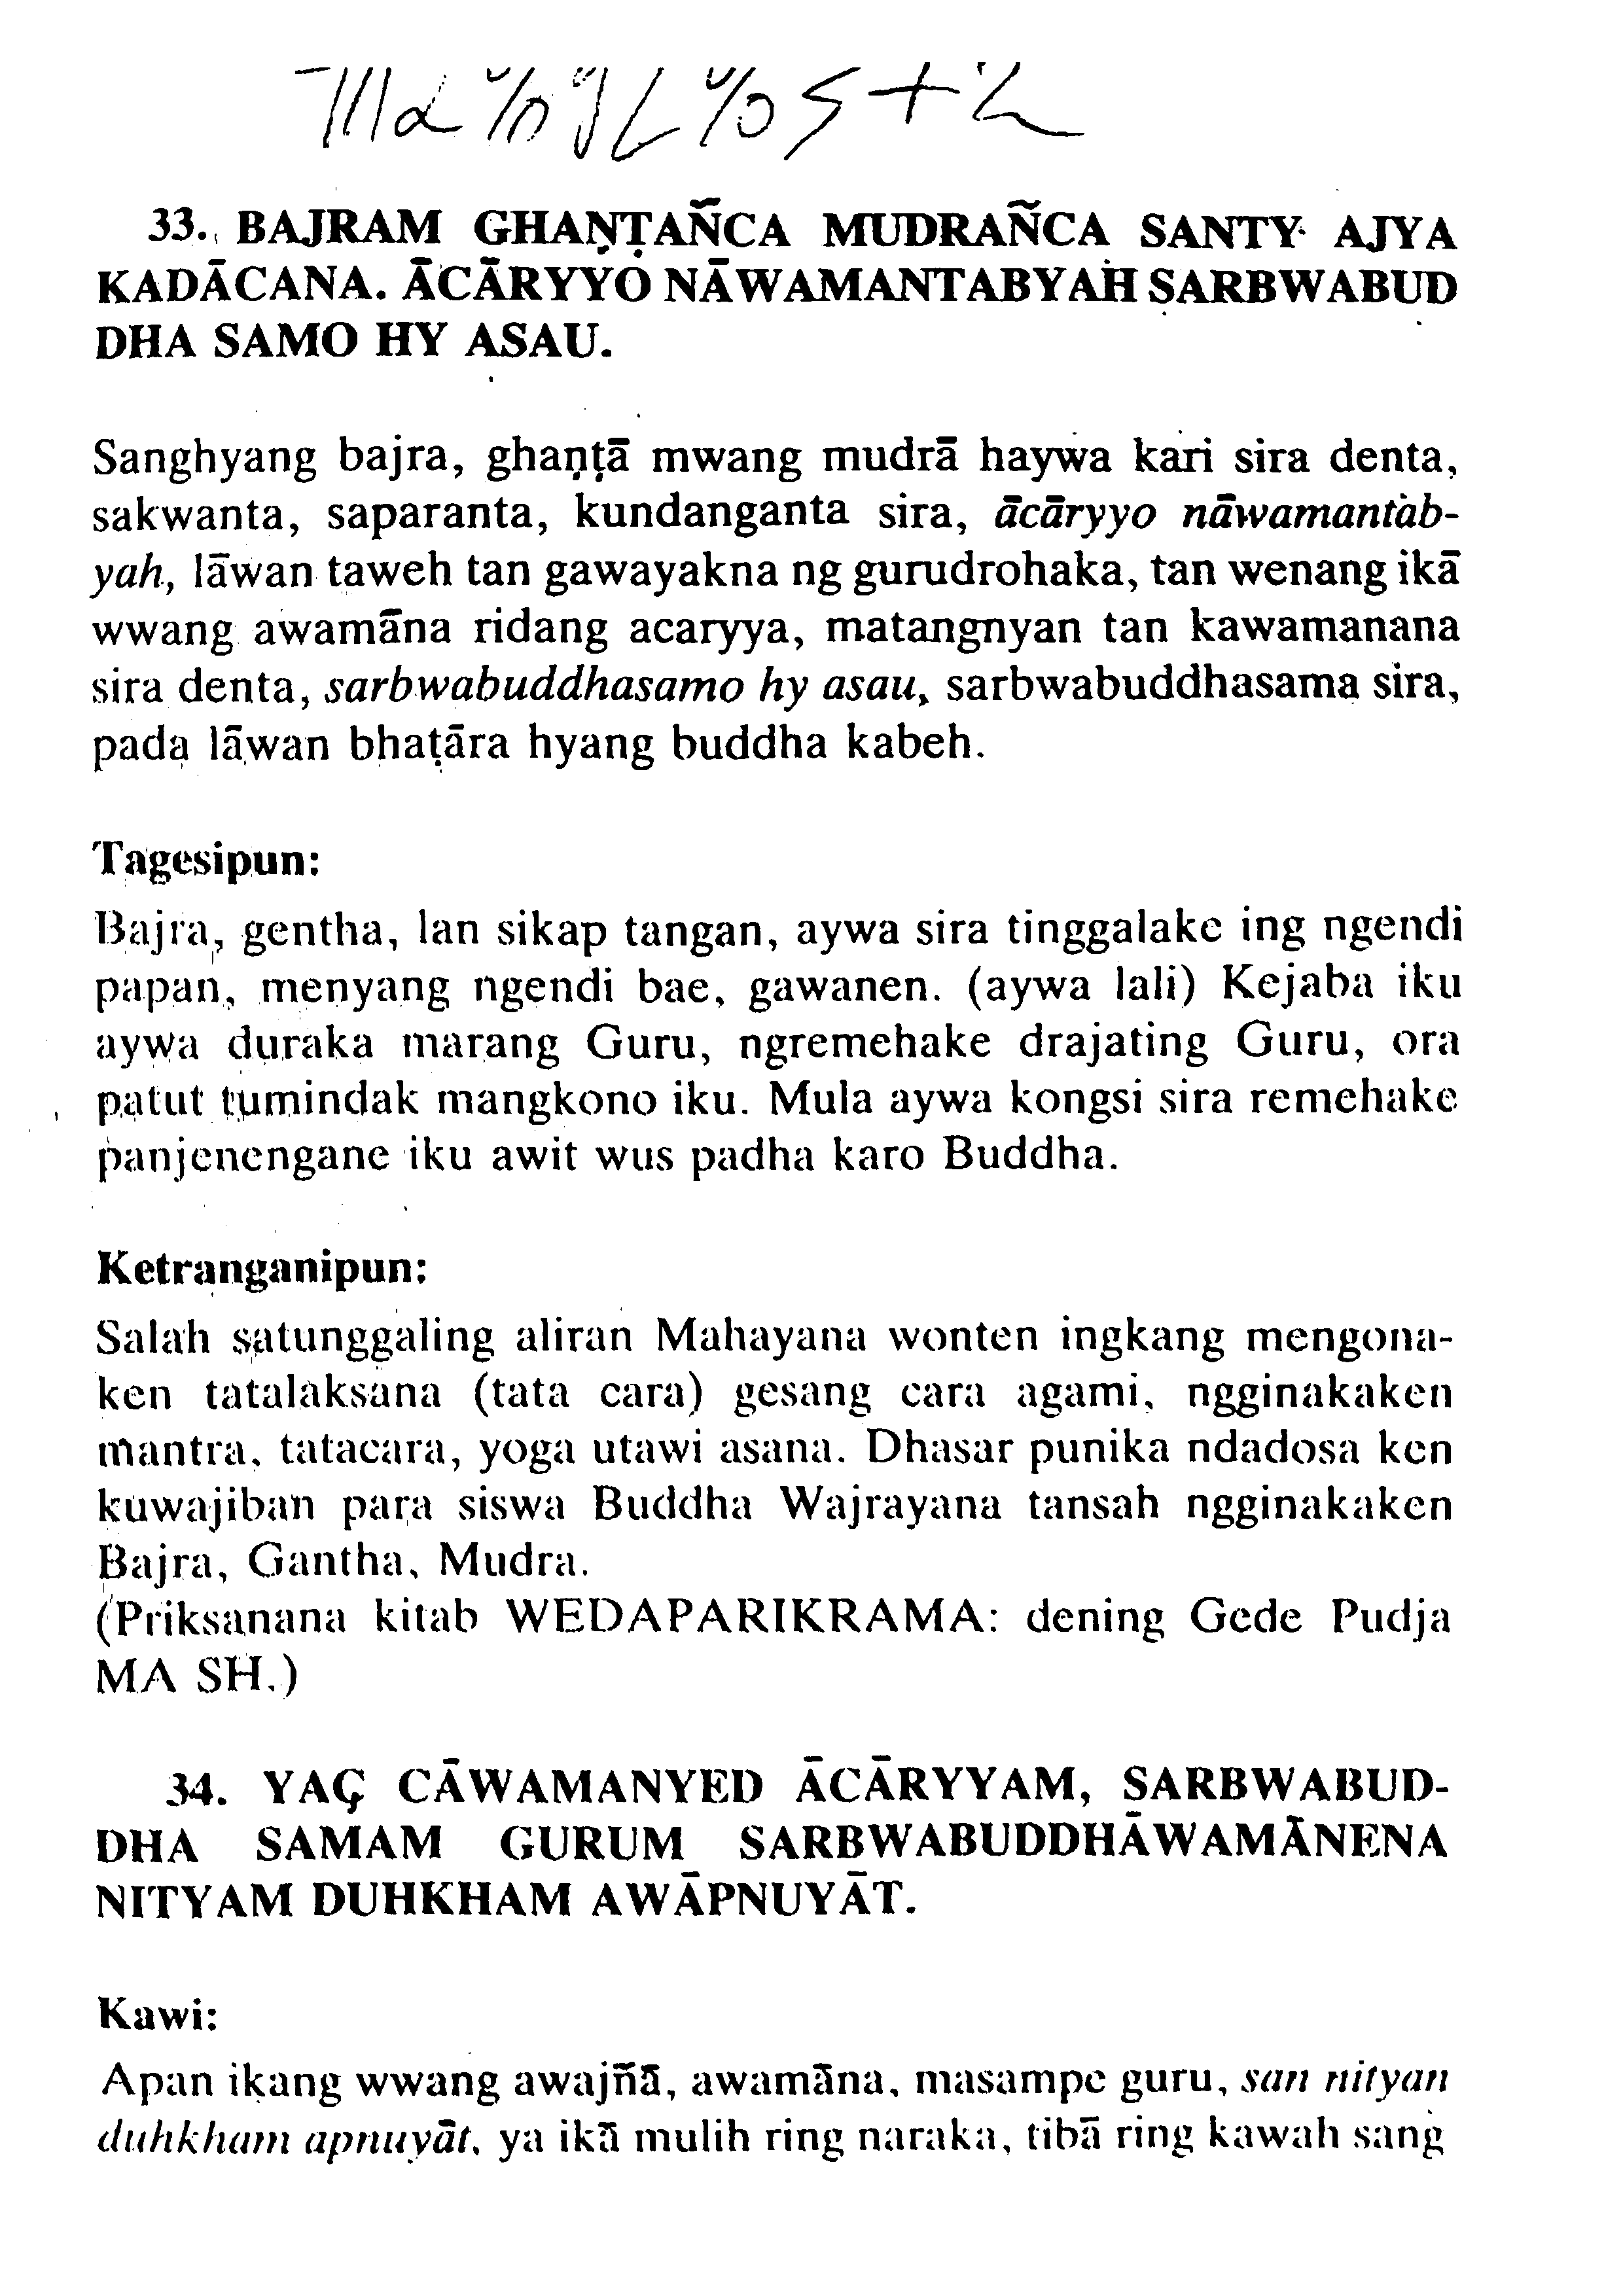 33. BAJRAM GHAṆṬAÑCA MUDRAÑCA SANTY AJYA
KADĀCANA. ĀCĀRYYO NĀWAMANTABYAH SARBWABUD
DHA SAMO HY ASAU.
Sanghyang bajra, ghaṇṭā mwang mudrā haywa kari sira denta,
sakwanta, saparanta, kundanganta sira, ācāryyo nāwamantab-
yah, lāwan taweh tan gawayakna ng gurudrohaka, tan wenang ikā
wwang awamāna ridang acaryya, matangnyan tan kawamanana
sira denta, sarbwabuddhasamo hy asau, sarbwabuddhasama sira,
pada lāwan bhaṭāra hyang buddha kabeh.
Tagesipun:
Bajra, gentha, lan sikap tangan, aywa sira tinggalake ing ngendi
papan, menyang ngendi bae, gawanen. (aywa lali) Kejaba iku
aywa duraka marang Guru, ngremehake drajating Guru, ora
patut tumindak mangkono iku. Mula aywa kongsi sira remehake
panjenengane iku awit wus padha karo Buddha.
Ketranganipun:
Salah satunggaling aliran Mahayana wonten ingkang mengona-
ken tatalaksana (tata cara) gesang cara agami, ngginakaken
mantra, tatacara, yoga utawi asana. Dhasar punika ndadosa ken
kuwajiban para siswa Buddha Wajrayana tansah ngginakaken
Bajra, Gantha, Mudra.
(Priksanana kitab WEDAPARIKRAMA: dening Gede Pudja
MA SH.)
34. YAÇ CĀWAMANYED ĀCĀRYYAM, SARBWABUD-
DHA SAMAM GURUM SARBWABUDDHĀWAMĀNENA
NITYAM DUHKHAM AWĀPNUYĀT.
Kawi:
Apan ikang wwang awajñā, awamāna, masampe guru, san nityan
duhkham apnuyāt, ya ikā mulih ring naraka, tibā ring kawah sang